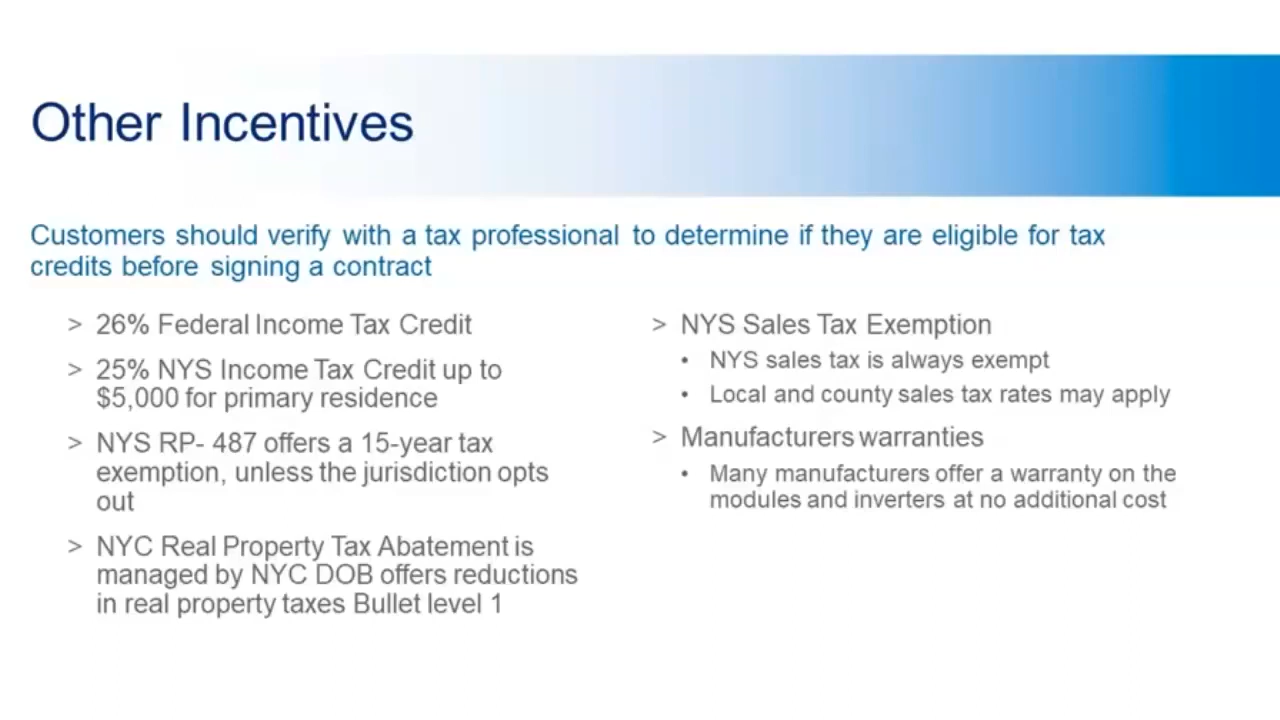 Other Incentives
Customers should verify with a tax professional to determine if they are eligible for tax
credits before signing a contract
> 26% Federal Income Tax Credit
> 25% NYS Income Tax Credit up to
$5,000 for primary residence
> NYS RP- 487 offers a 15-year tax
exemption, unless the jurisdiction opts
out
> NYC Real Property Tax Abatement is
managed by NYC DOB offers reductions
in real property taxes Bullet level 1
> NYS Sales Tax Exemption
• NYS sales tax is always exempt
• Local and county sales tax rates may apply
> Manufacturers warranties
• Many manufacturers offer a warranty on the
modules and inverters at no additional cost